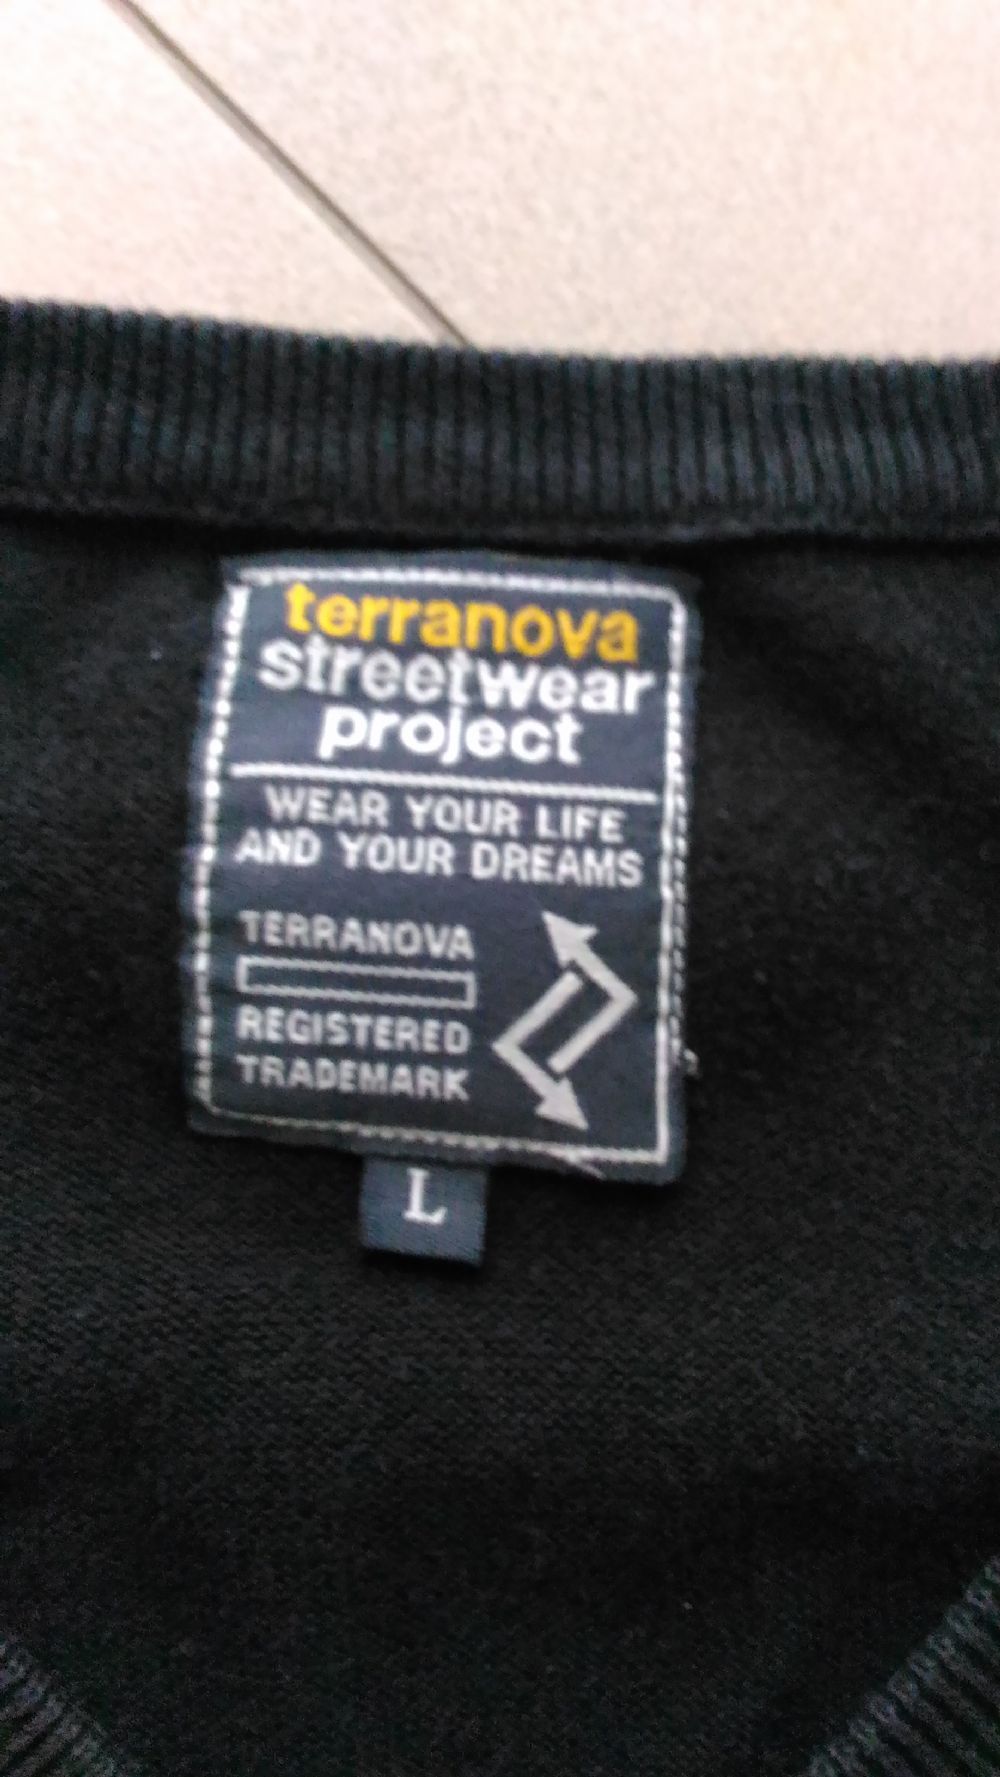 terranova
streetwear
project
WEAR YOUR LIFE
AND YOUR DREAMS
TERRANOVA
REGISTERED
TRADEMARK
L